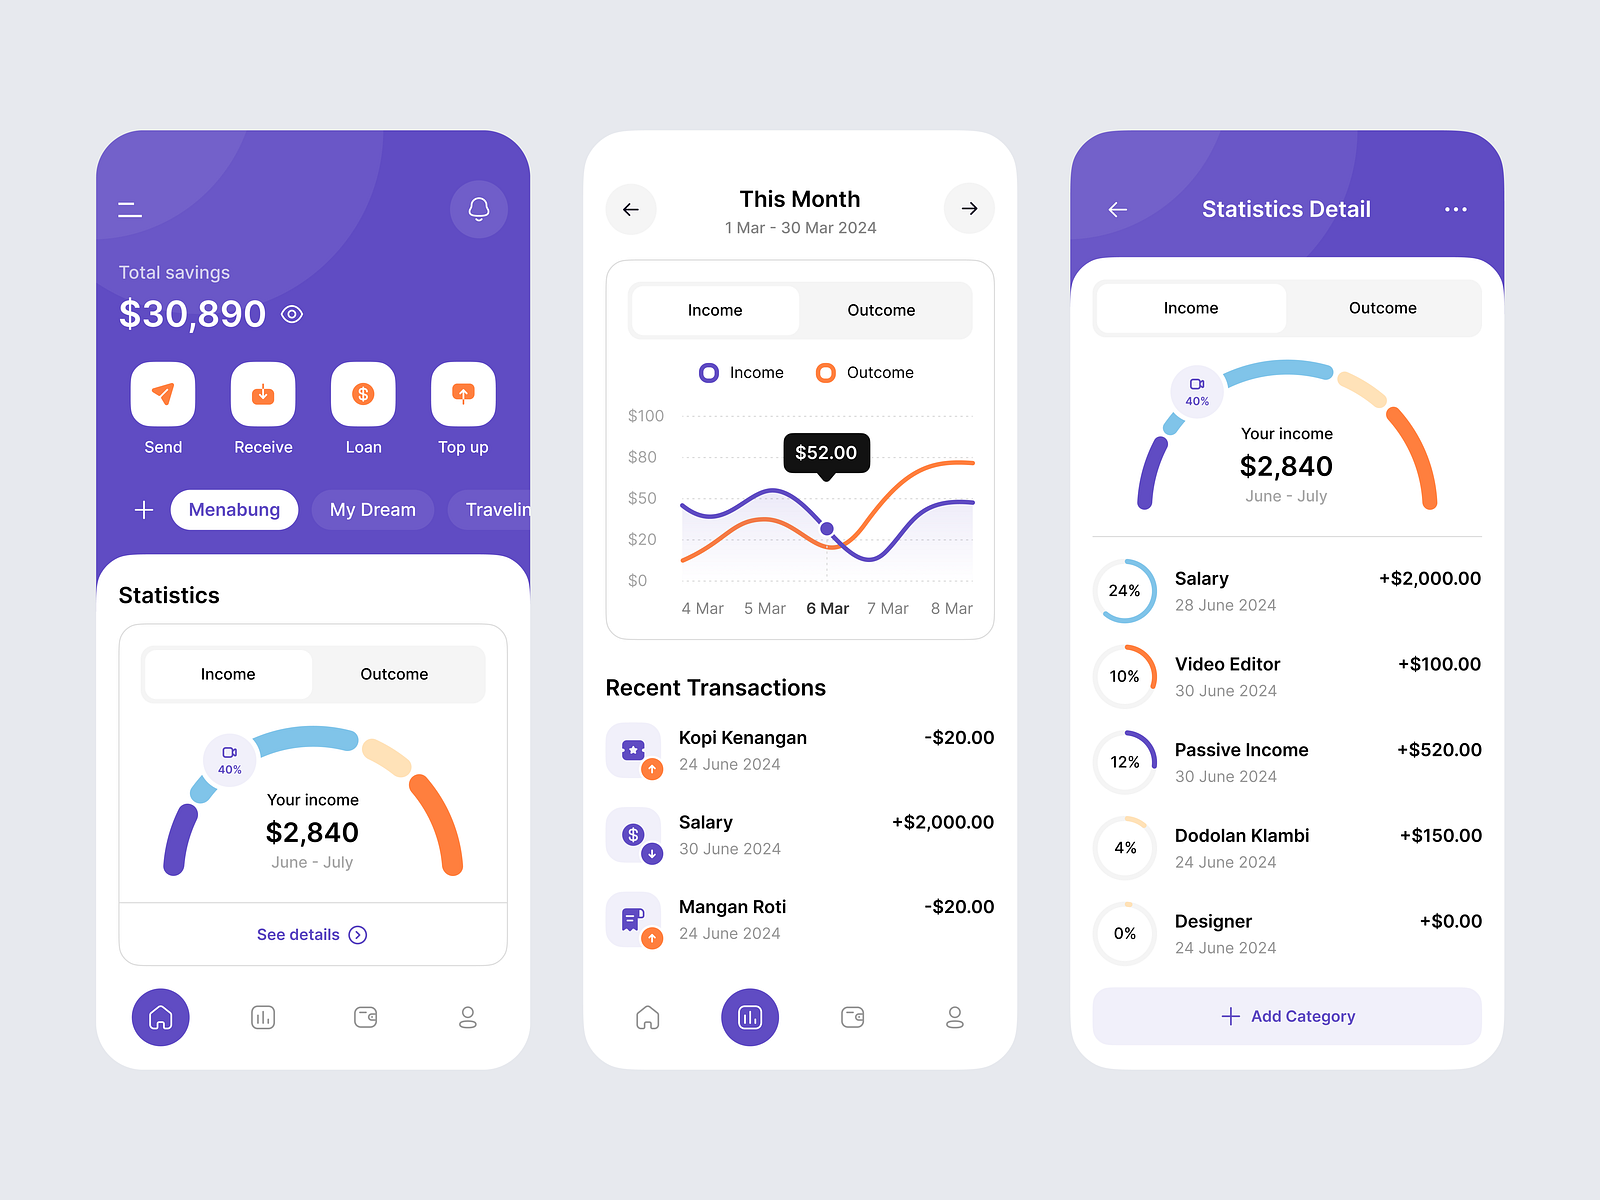 Total savings
$30,890
Send
Receive
Loan
Top up
Menabung
My Dream
Travelin
Statistics
Income
Outcome
40%
Your income
$2,840
June - July
See details
This Month
1 Mar - 30 Mar 2024
Income
Outcome
Income
Outcome
$100
$80
$50
$20
$0
$52.00
4 Mar
5 Mar
6 Mar
7 Mar
8 Mar
Recent Transactions
Kopi Kenangan
-$20.00
24 June 2024
Salary
+$2,000.00
30 June 2024
Mangan Roti
-$20.00
24 June 2024
Statistics Detail
Income
Outcome
40%
Your income
$2,840
June - July
24%
Salary
+$2,000.00
28 June 2024
10%
Video Editor
+$100.00
30 June 2024
12%
Passive Income
+$520.00
30 June 2024
4%
Dodolan Klambi
+$150.00
24 June 2024
0%
Designer
+$0.00
24 June 2024
Add Category